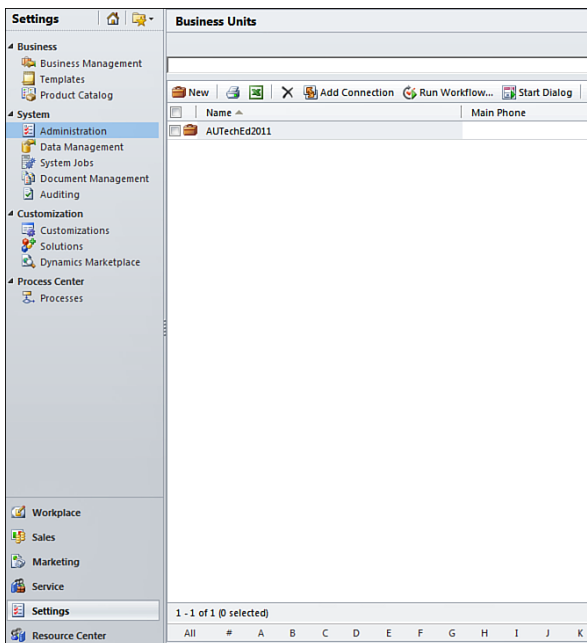 Settings
Business
Business Management
Templates
Product Catalog
System
Administration
Data Management
System Jobs
Document Management
Auditing
Customization
Customizations
Solutions
Dynamics Marketplace
Process Center
Processes
Workplace
Sales
Marketing
Service
Settings
Resource Center
Business Units
New Add Connection Run Workflow... Start Dialog
Name Main Phone
AUTechEd2011
1 - 1 of 1 (0 selected)
All # A B C D E F G H I J K